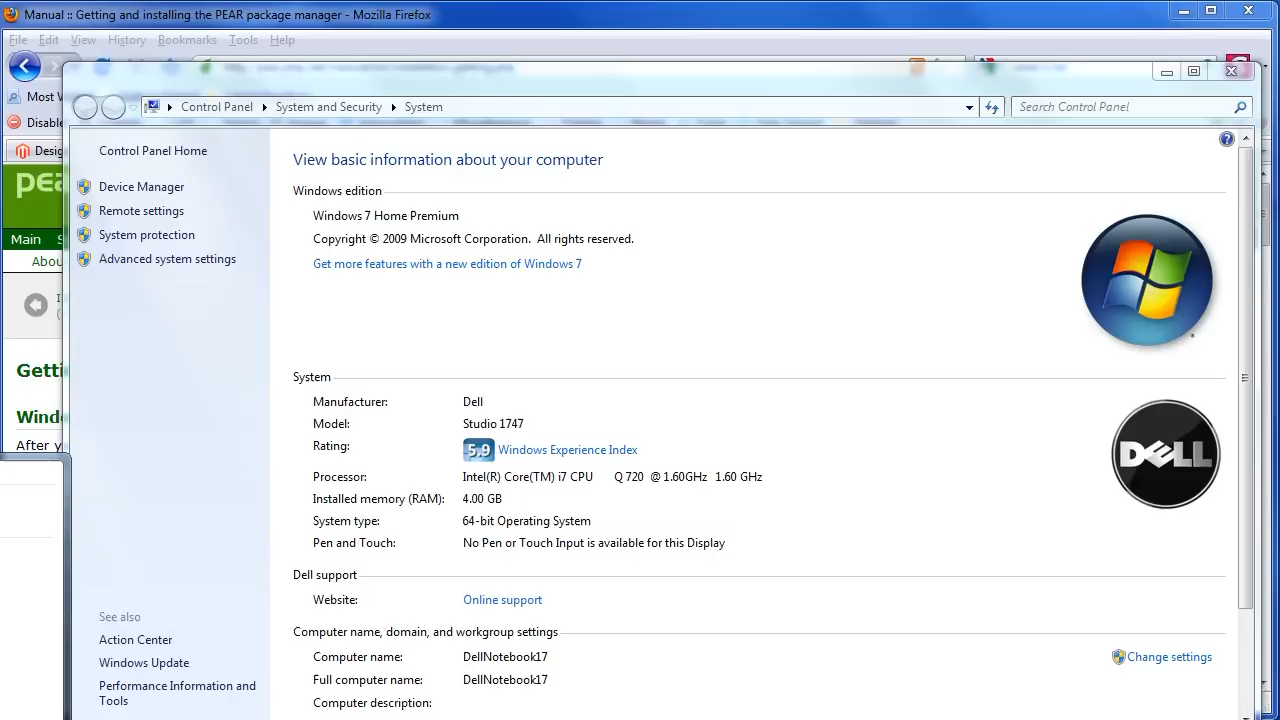 Manual :: Getting and installing the PEAR package manager - Mozilla Firefox
File Edit View History Bookmarks Tools Help
Most
Control Panel System and Security System
Search Control Panel
Disable
Control Panel Home
View basic information about your computer
Desig
Device Manager
Windows edition
Remote settings
Windows 7 Home Premium
System protection
Copyright © 2009 Microsoft Corporation. All rights reserved.
Main
Advanced system settings
Get more features with a new edition of Windows 7
Abou
Getti
System
Manufacturer: Dell
Wind
Model: Studio 1747
After y
Rating: 5.9 Windows Experience Index
DELL
Processor: Intel(R) Core(TM) i7 CPU Q 720 @ 1.60GHz 1.60 GHz
Installed memory (RAM): 4.00 GB
System type: 64-bit Operating System
Pen and Touch: No Pen or Touch Input is available for this Display
Dell support
Website: Online support
See also
Computer name, domain, and workgroup settings
Action Center
Computer name: DellNotebook17
Change settings
Windows Update
Full computer name: DellNotebook17
Performance Information and
Tools
Computer description: